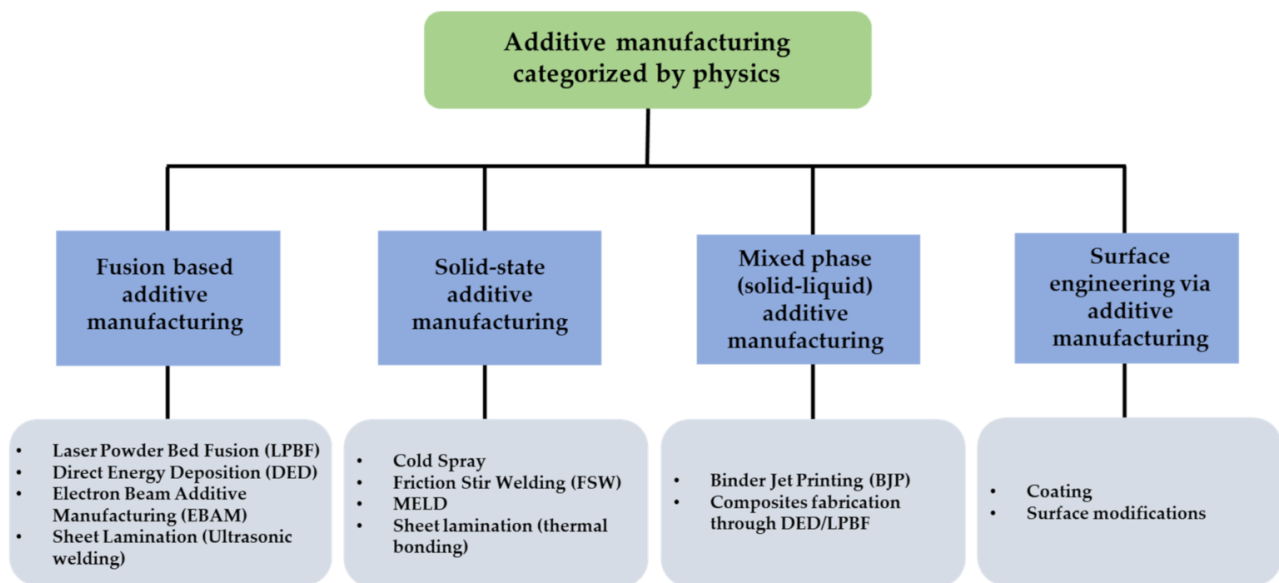 Additive manufacturing
categorized by physics
Fusion based
additive
manufacturing
Solid-state
additive
manufacturing
Mixed phase
(solid-liquid)
additive
manufacturing
Surface
engineering via
additive
manufacturing
• Laser Powder Bed Fusion (LPBF)
• Direct Energy Deposition (DED)
• Electron Beam Additive
Manufacturing (EBAM)
• Sheet Lamination (Ultrasonic
welding)
• Cold Spray
• Friction Stir Welding (FSW)
• MELD
• Sheet lamination (thermal
bonding)
• Binder Jet Printing (BJP)
• Composites fabrication
through DED/LPBF
• Coating
• Surface modifications